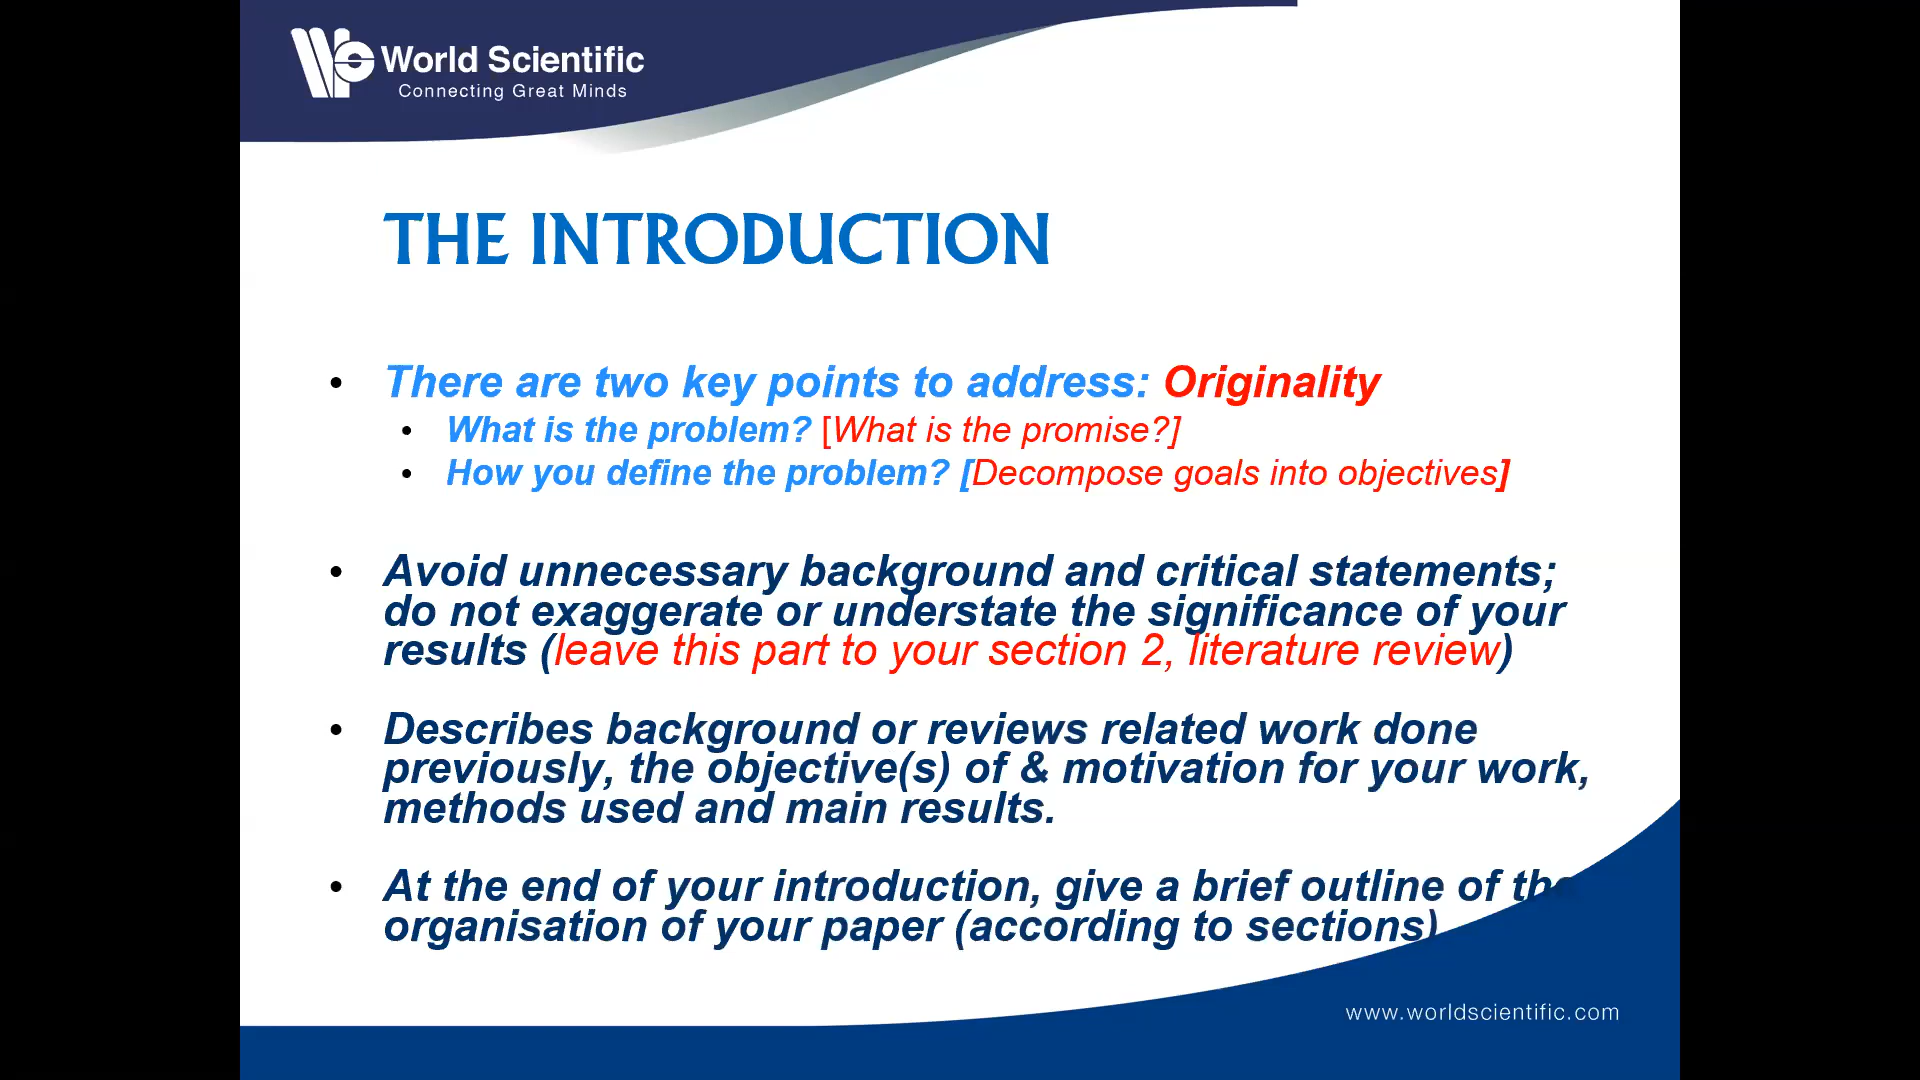 World Scientific
Connecting Great Minds
THE INTRODUCTION
• There are two key points to address: Originality
• What is the problem? [What is the promise?]
• How you define the problem? [Decompose goals into objectives]
• Avoid unnecessary background and critical statements;
do not exaggerate or understate the significance of your
results (leave this part to your section 2, literature review)
• Describes background or reviews related work done
previously, the objective(s) of & motivation for your work,
methods used and main results.
• At the end of your introduction, give a brief outline of the
organisation of your paper (according to sections)
www.worldscientific.com